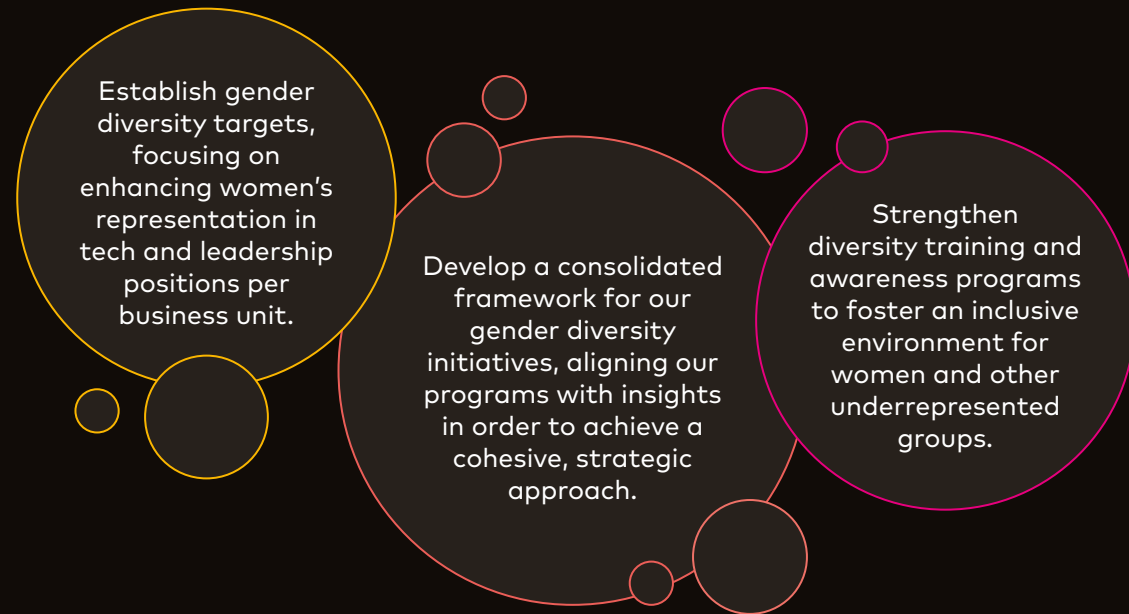 Establish gender
diversity targets,
focusing on
enhancing women’s
representation in
tech and leadership
positions per
business unit.
Develop a consolidated
framework for our
gender diversity
initiatives, aligning our
programs with insights
in order to achieve a
cohesive, strategic
approach.
Strengthen
diversity training and
awareness programs
to foster an inclusive
environment for
women and other
underrepresented
groups.